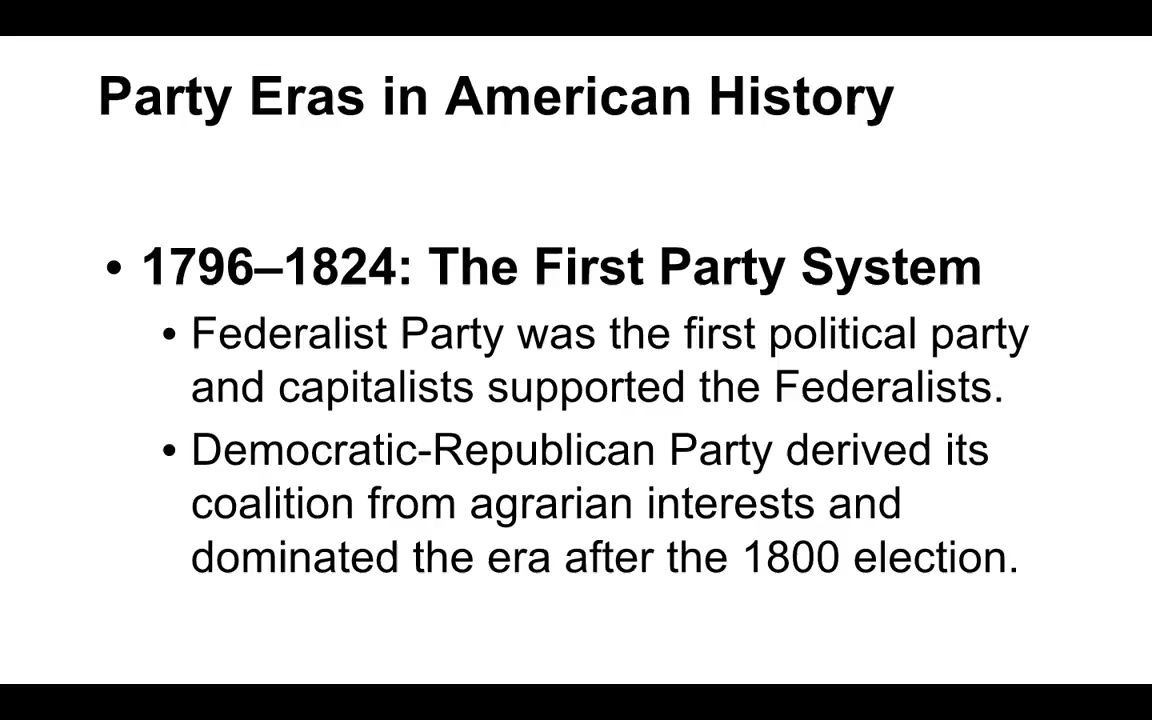 Party Eras in American History
• 1796–1824: The First Party System
• Federalist Party was the first political party
and capitalists supported the Federalists.
• Democratic-Republican Party derived its
coalition from agrarian interests and
dominated the era after the 1800 election.